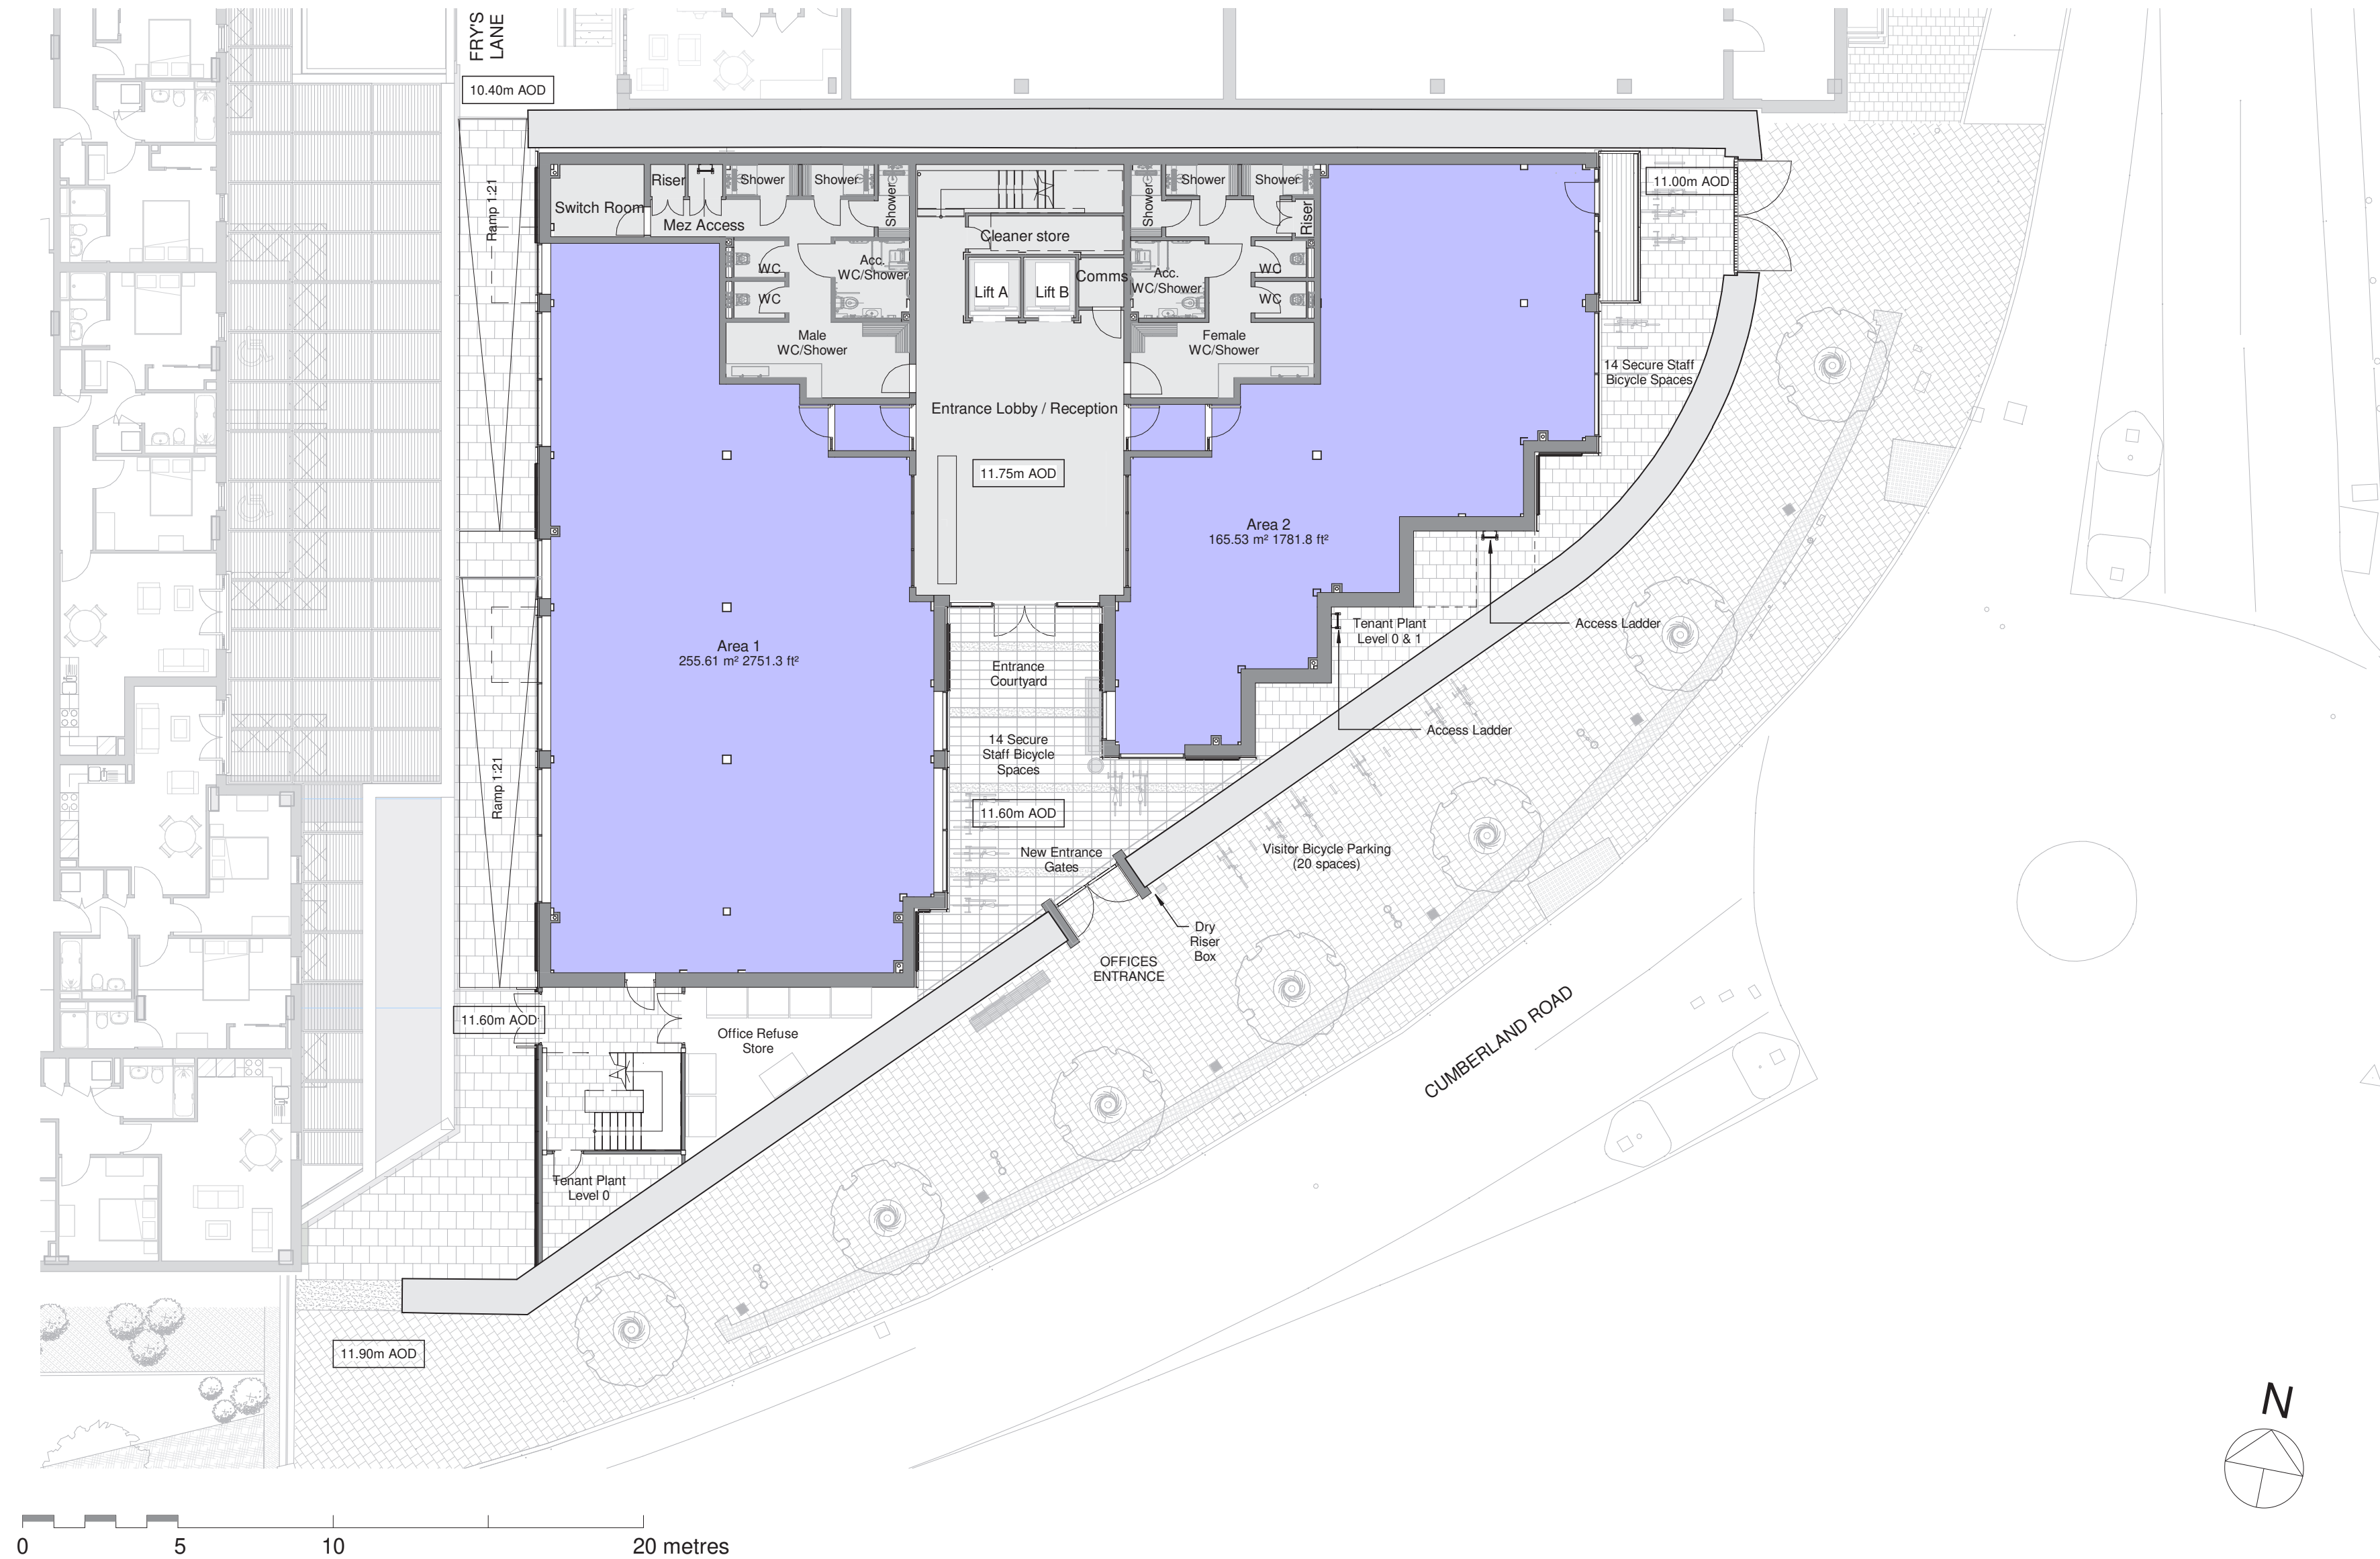 FRY'S
LANE
10.40m AOD
11.00m AOD
Ramp 1:21
Switch Room
Riser
Mez Access
Shower
Shower
Shower
Shower
Shower
Shower
Riser
Cleaner store
Lift A
Lift B
Comms
WC
WC
Acc.
WC/Shower
Acc.
WC/Shower
WC
WC
Male
WC/Shower
Female
WC/Shower
14 Secure Staff
Bicycle Spaces
Entrance Lobby / Reception
11.75m AOD
Area 2
165.53 m² 1781.8 ft²
Area 1
255.61 m² 2751.3 ft²
Tenant Plant
Level 0 & 1
Access Ladder
Access Ladder
Entrance
Courtyard
14 Secure
Staff Bicycle
Spaces
11.60m AOD
Ramp 1:21
New Entrance
Gates
Visitor Bicycle Parking
(20 spaces)
Dry
Riser
Box
OFFICES
ENTRANCE
11.60m AOD
Office Refuse
Store
CUMBERLAND ROAD
Tenant Plant
Level 0
11.90m AOD
N
0 5 10 20 metres